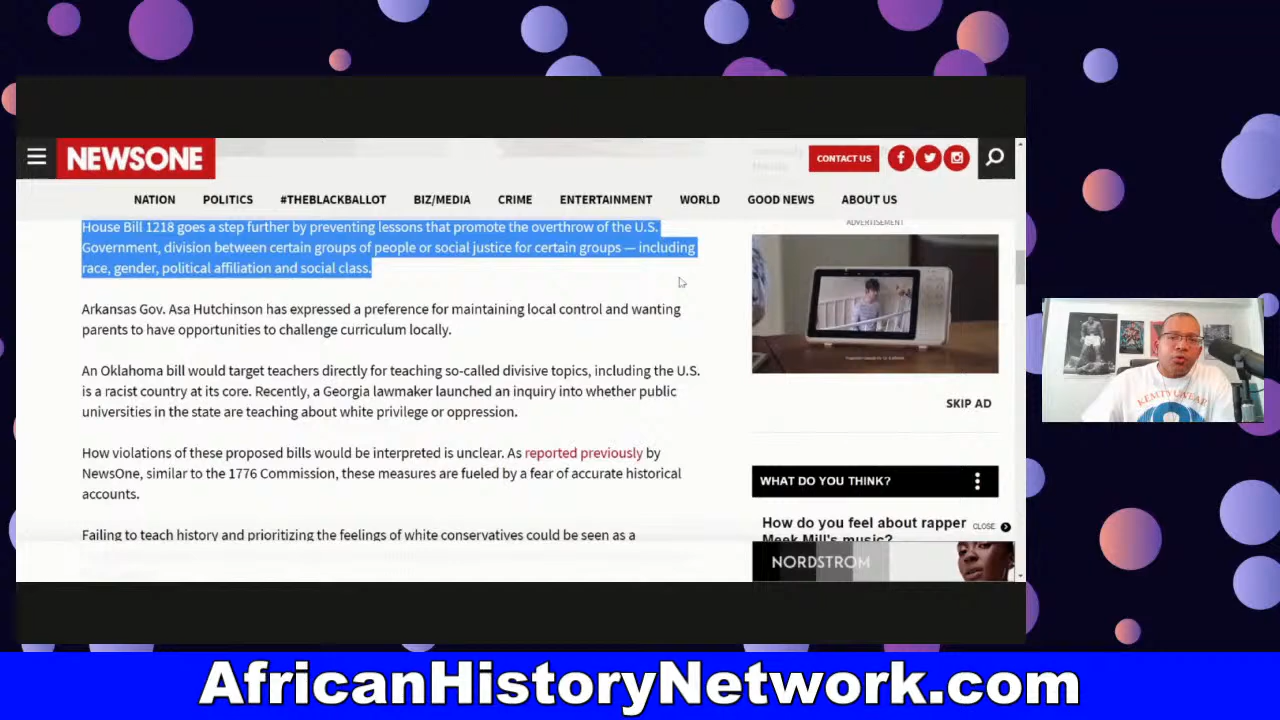 NEWSONE
CONTACT US
NATION POLITICS #THEBLACKBALLOT BIZ/MEDIA CRIME ENTERTAINMENT WORLD GOOD NEWS ABOUT US
House Bill 1218 goes a step further by preventing lessons that promote the overthrow of the U.S.
Government, division between certain groups of people or social justice for certain groups — including
race, gender, political affiliation and social class.
Arkansas Gov. Asa Hutchinson has expressed a preference for maintaining local control and wanting
parents to have opportunities to challenge curriculum locally.
An Oklahoma bill would target teachers directly for teaching so-called divisive topics, including the U.S.
is a racist country at its core. Recently, a Georgia lawmaker launched an inquiry into whether public
universities in the state are teaching about white privilege or oppression.
How violations of these proposed bills would be interpreted is unclear. As reported previously by
NewsOne, similar to the 1776 Commission, these measures are fueled by a fear of accurate historical
accounts.
Failing to teach history and prioritizing the feelings of white conservatives could be seen as a
ADVERTISEMENT
SKIP AD
WHAT DO YOU THINK?
How do you feel about rapper
Meek Mill's music?
CLOSE
NORDSTROM
KEMETUWEAR
AfricanHistoryNetwork.com